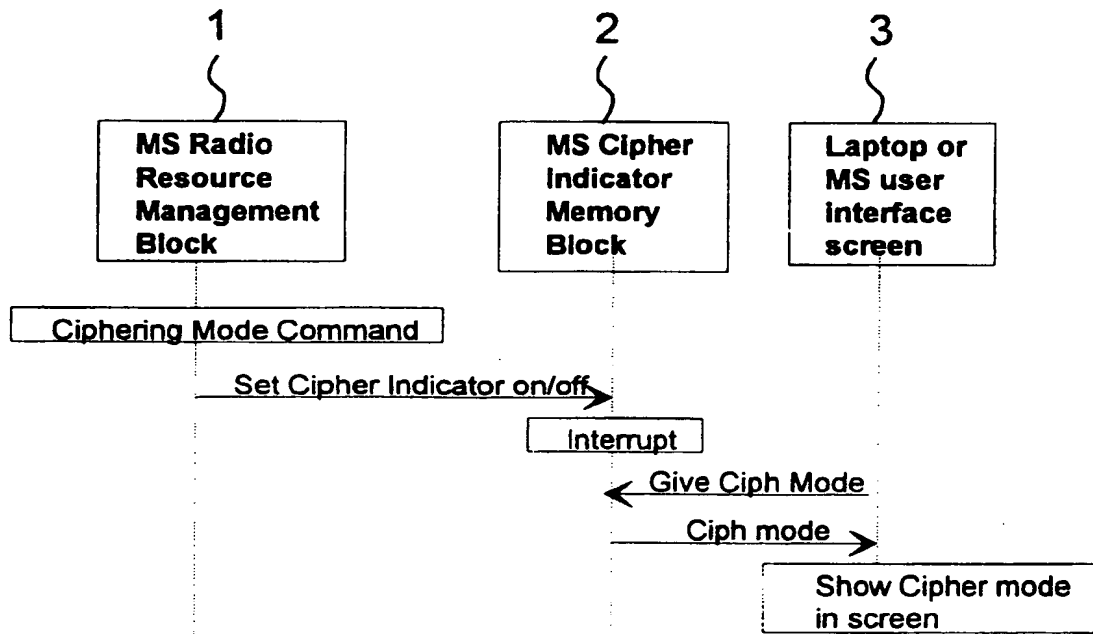 1
2
3
MS Radio
Resource
Management
Block
MS Cipher
Indicator
Memory
Block
Laptop or
MS user
interface
screen
Ciphering Mode Command
Set Cipher Indicator on/off
Interrupt
Give Ciph Mode
Ciph mode
Show Cipher mode
in screen